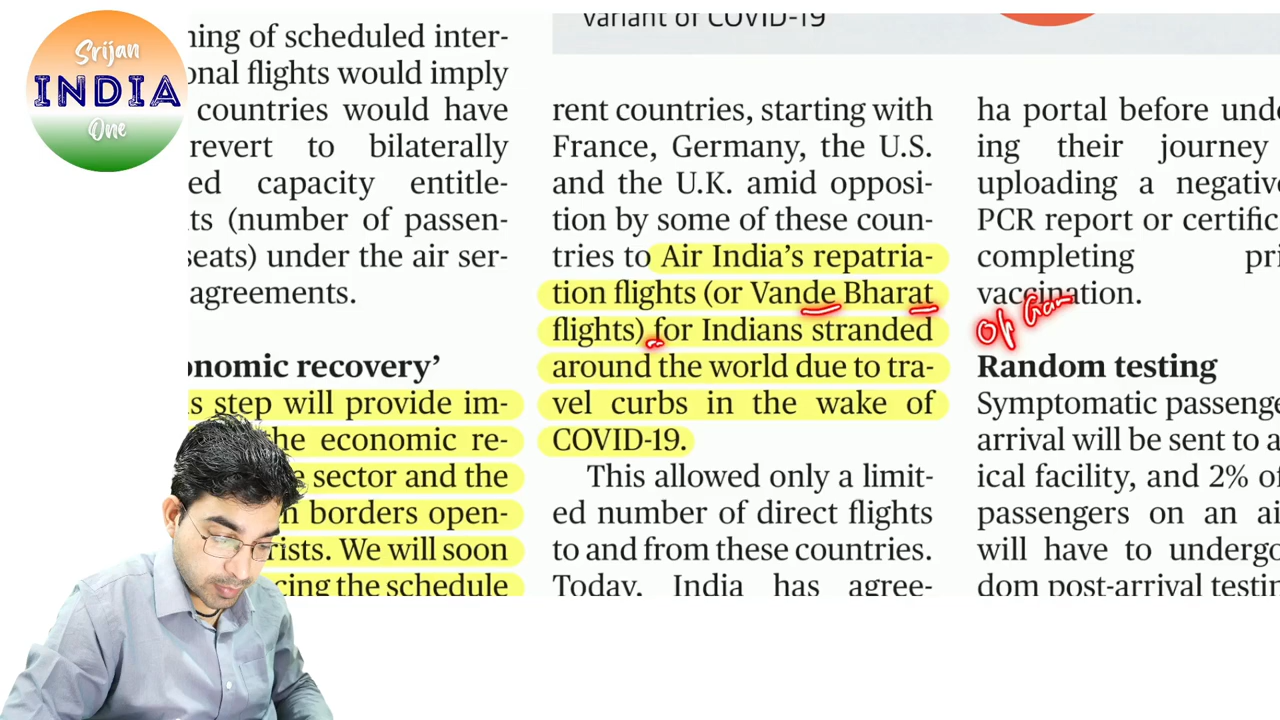 Srijan
INDIA
One
ning of scheduled inter-
onal flights would imply
countries would have
revert to bilaterally
ed capacity entitle-
ts (number of passen-
seats) under the air ser-
agreements.
onomic recovery’
s step will provide im-
the economic re-
e sector and the
n borders open-
rists. We will soon
cing the schedule
variant of COVID-19
rent countries, starting with
France, Germany, the U.S.
and the U.K. amid opposi-
tion by some of these coun-
tries to Air India’s repatria-
tion flights (or Vande Bharat
flights) for Indians stranded
around the world due to tra-
vel curbs in the wake of
COVID-19.
This allowed only a limit-
ed number of direct flights
to and from these countries.
Today, India has agree-
ha portal before unde
ing their journey
uploading a negative
PCR report or certific
completing pri
vaccination.
Op Gan
Random testing
Symptomatic passenge
arrival will be sent to a
ical facility, and 2% of
passengers on an ai
will have to undergo
dom post-arrival testin